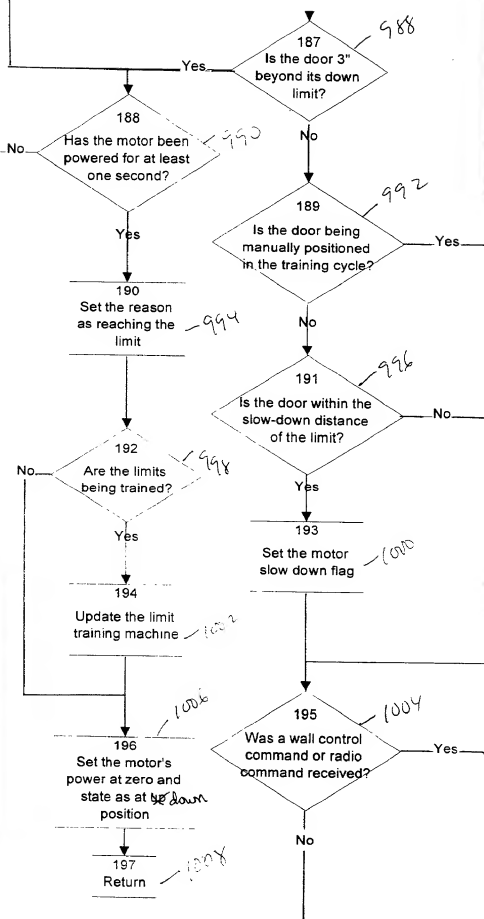 187
Is the door 3"
beyond its down
limit?
988
Yes
No
188
Has the motor been
powered for at least
one second?
990
No
Yes
189
Is the door being
manually positioned
in the training cycle?
992
Yes
No
190
Set the reason
as reaching the
limit
994
191
Is the door within the
slow-down distance
of the limit?
996
No
Yes
192
Are the limits
being trained?
998
No
Yes
193
Set the motor
slow down flag
1000
194
Update the limit
training machine
1002
195
Was a wall control
command or radio
command received?
1004
Yes
No
196
Set the motor's
power at zero and
state as at down
position
1006
197
Return
1008